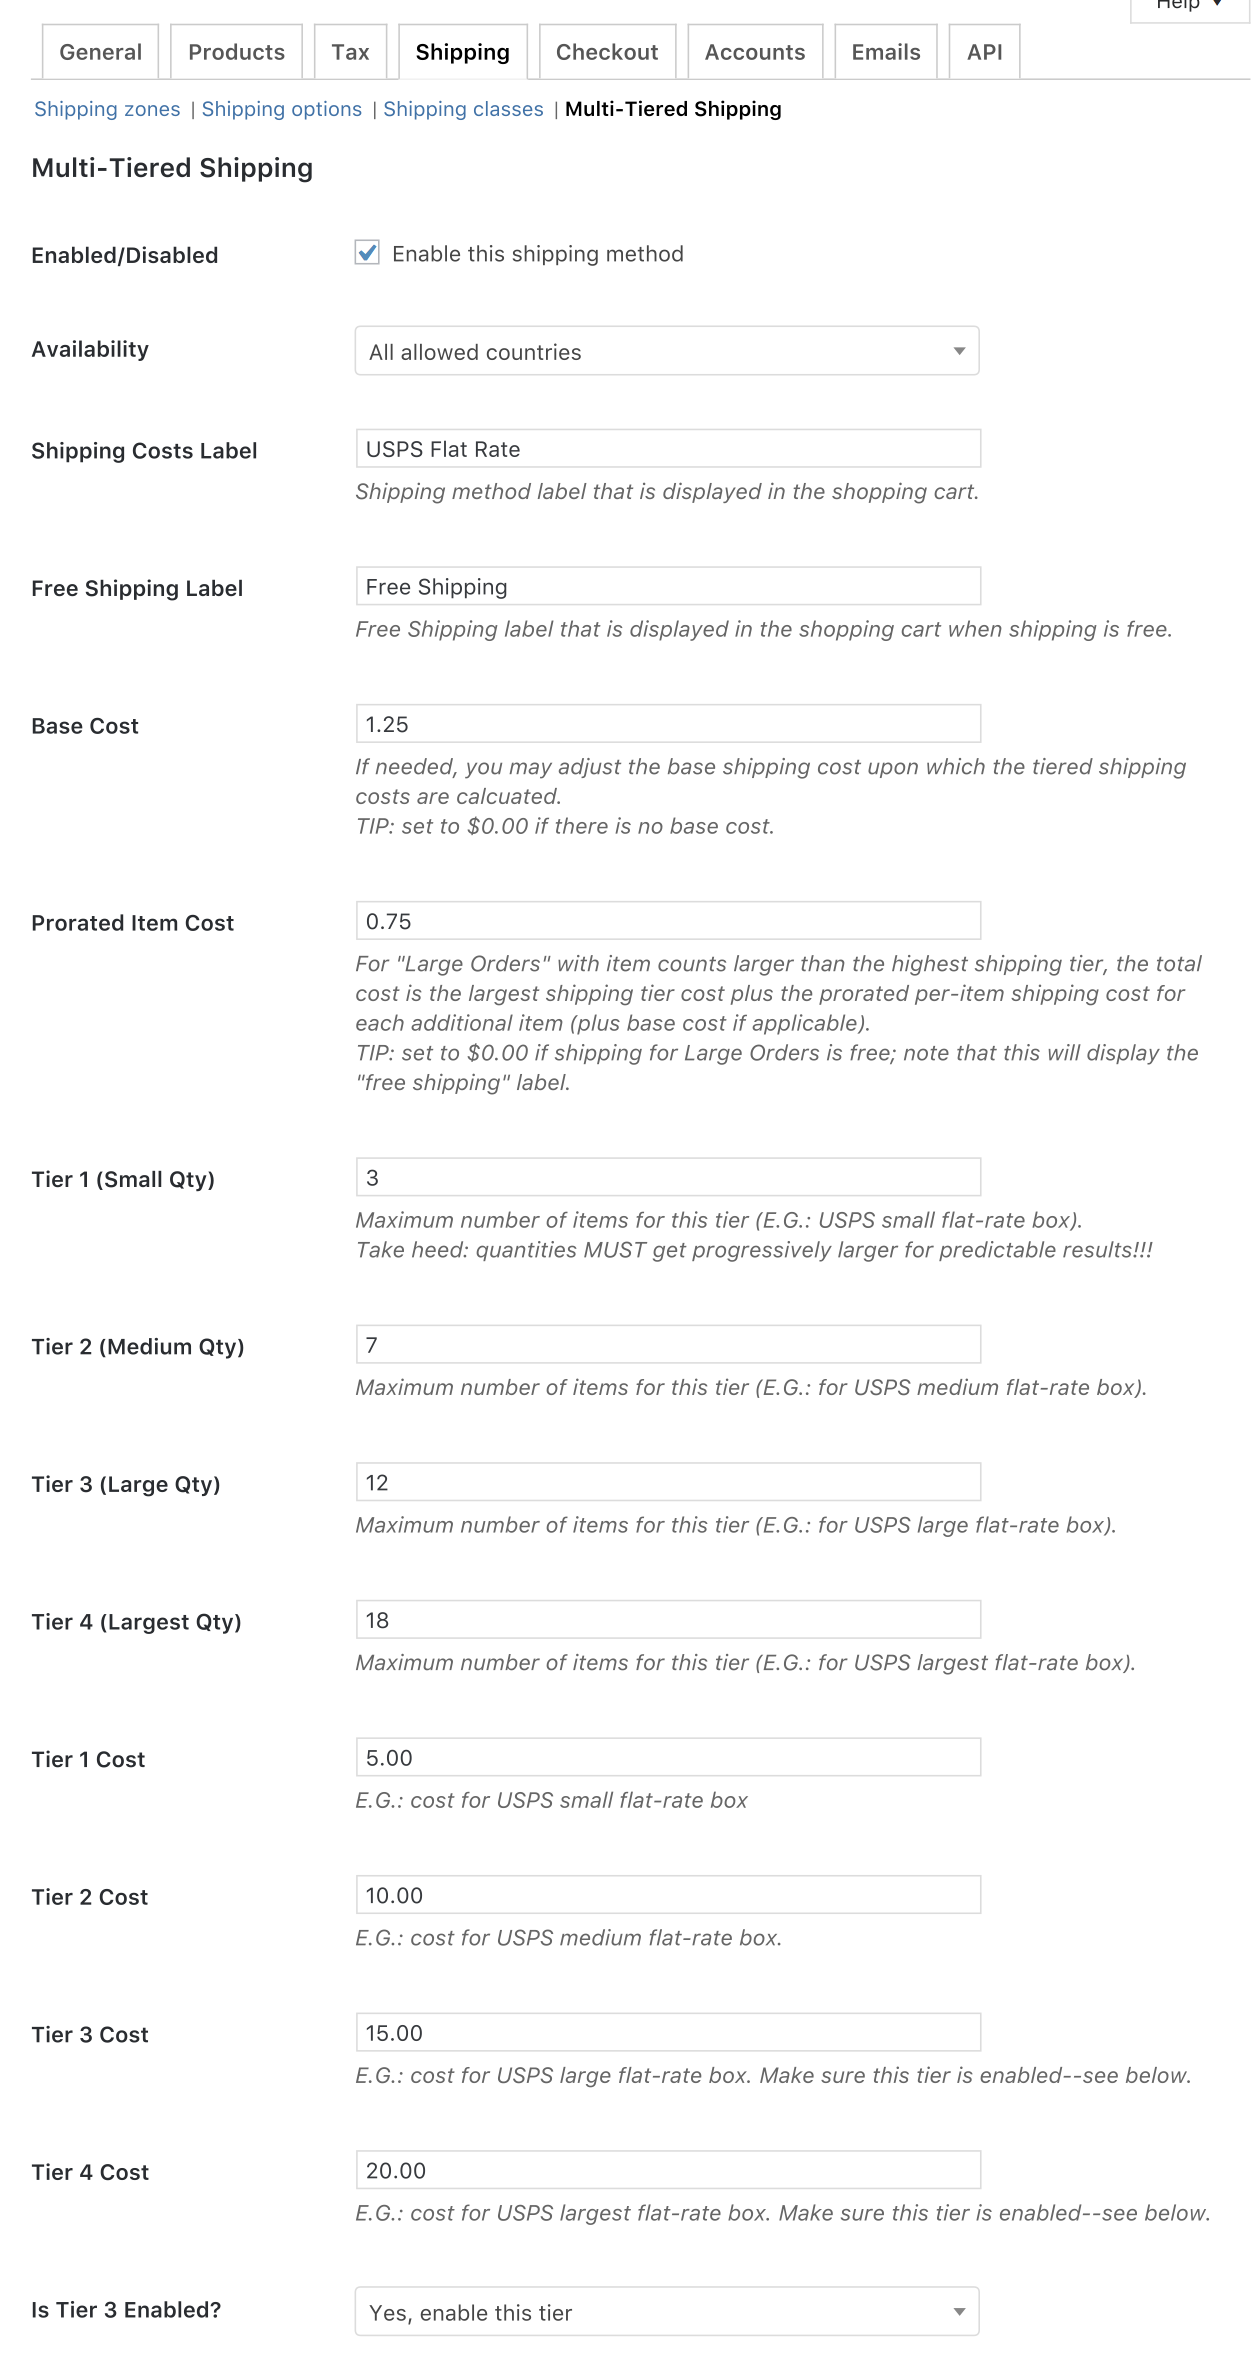 Help ▼
General Products Tax Shipping Checkout Accounts Emails API
Shipping zones | Shipping options | Shipping classes | Multi-Tiered Shipping
Multi-Tiered Shipping
Enabled/Disabled Enable this shipping method
Availability All allowed countries
Shipping Costs Label USPS Flat Rate
Shipping method label that is displayed in the shopping cart.
Free Shipping Label Free Shipping
Free Shipping label that is displayed in the shopping cart when shipping is free.
Base Cost 1.25
If needed, you may adjust the base shipping cost upon which the tiered shipping
costs are calcuated.
TIP: set to $0.00 if there is no base cost.
Prorated Item Cost 0.75
For "Large Orders" with item counts larger than the highest shipping tier, the total
cost is the largest shipping tier cost plus the prorated per-item shipping cost for
each additional item (plus base cost if applicable).
TIP: set to $0.00 if shipping for Large Orders is free; note that this will display the
"free shipping" label.
Tier 1 (Small Qty) 3
Maximum number of items for this tier (E.G.: USPS small flat-rate box).
Take heed: quantities MUST get progressively larger for predictable results!!!
Tier 2 (Medium Qty) 7
Maximum number of items for this tier (E.G.: for USPS medium flat-rate box).
Tier 3 (Large Qty) 12
Maximum number of items for this tier (E.G.: for USPS large flat-rate box).
Tier 4 (Largest Qty) 18
Maximum number of items for this tier (E.G.: for USPS largest flat-rate box).
Tier 1 Cost 5.00
E.G.: cost for USPS small flat-rate box
Tier 2 Cost 10.00
E.G.: cost for USPS medium flat-rate box.
Tier 3 Cost 15.00
E.G.: cost for USPS large flat-rate box. Make sure this tier is enabled--see below.
Tier 4 Cost 20.00
E.G.: cost for USPS largest flat-rate box. Make sure this tier is enabled--see below.
Is Tier 3 Enabled? Yes, enable this tier